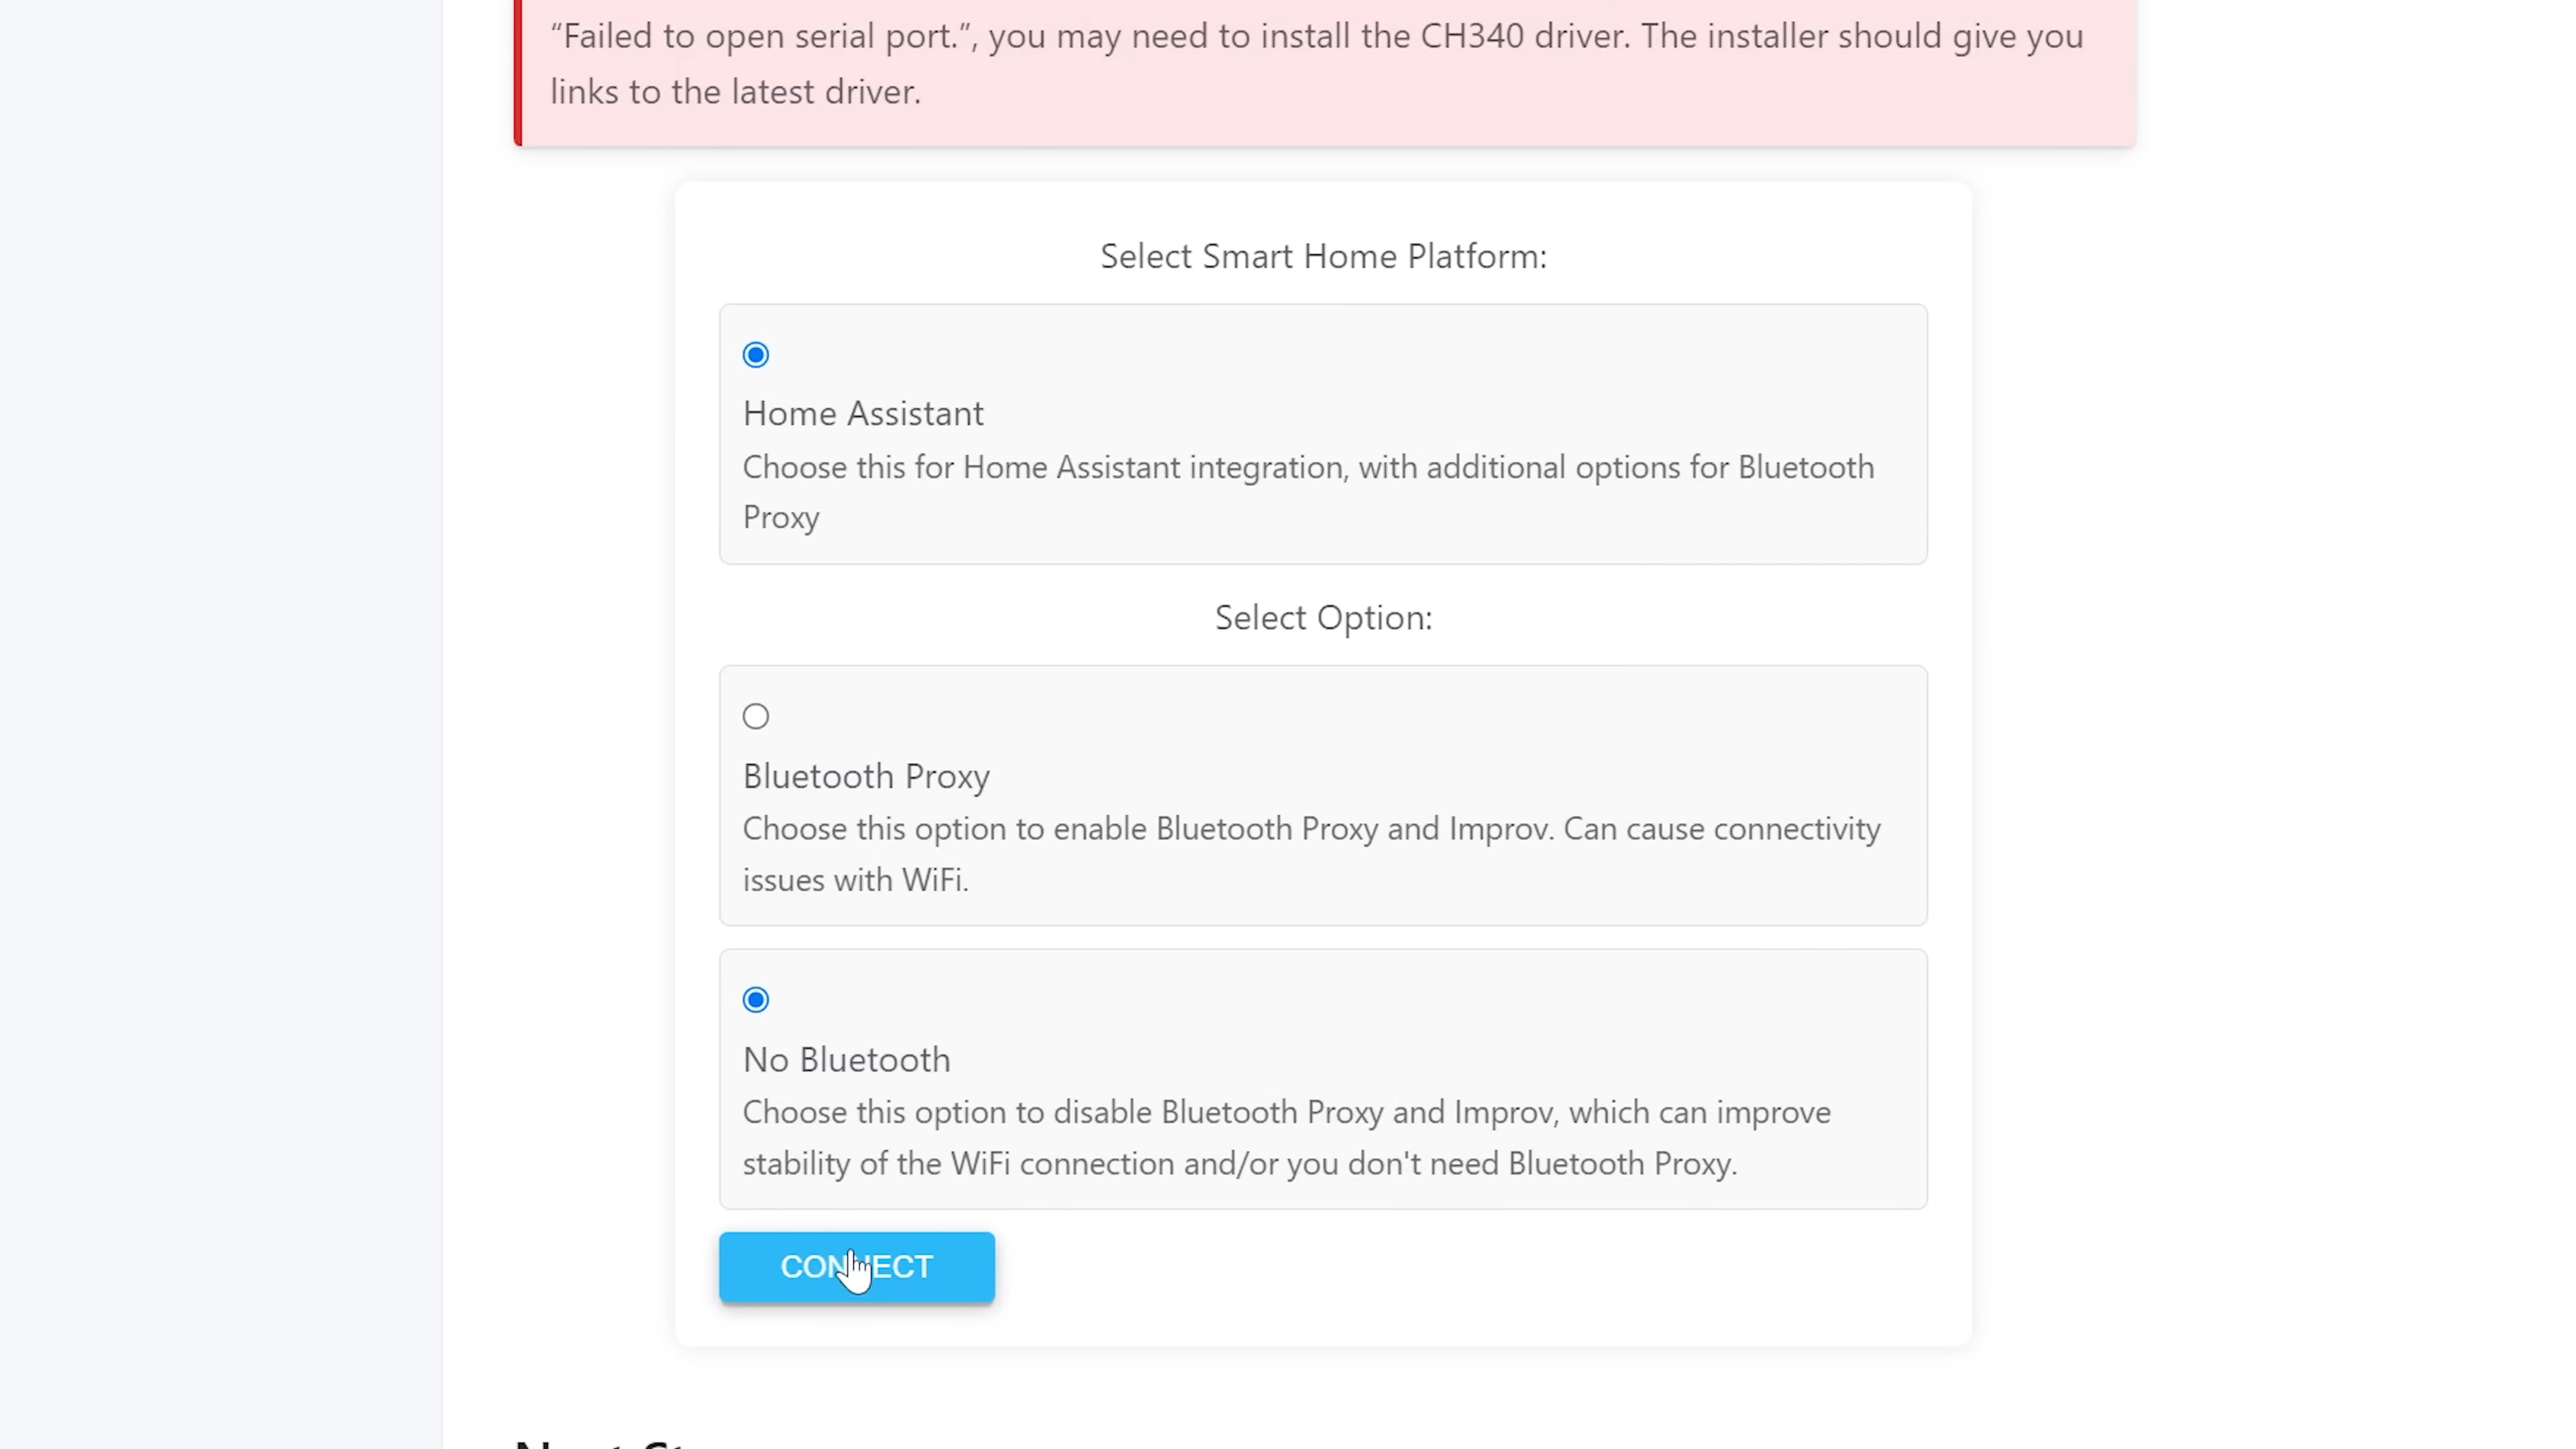 “Failed to open serial port.”, you may need to install the CH340 driver. The installer should give you
links to the latest driver.
Select Smart Home Platform:
Home Assistant
Choose this for Home Assistant integration, with additional options for Bluetooth
Proxy
Select Option:
Bluetooth Proxy
Choose this option to enable Bluetooth Proxy and Improv. Can cause connectivity
issues with WiFi.
No Bluetooth
Choose this option to disable Bluetooth Proxy and Improv, which can improve
stability of the WiFi connection and/or you don't need Bluetooth Proxy.
CONNECT